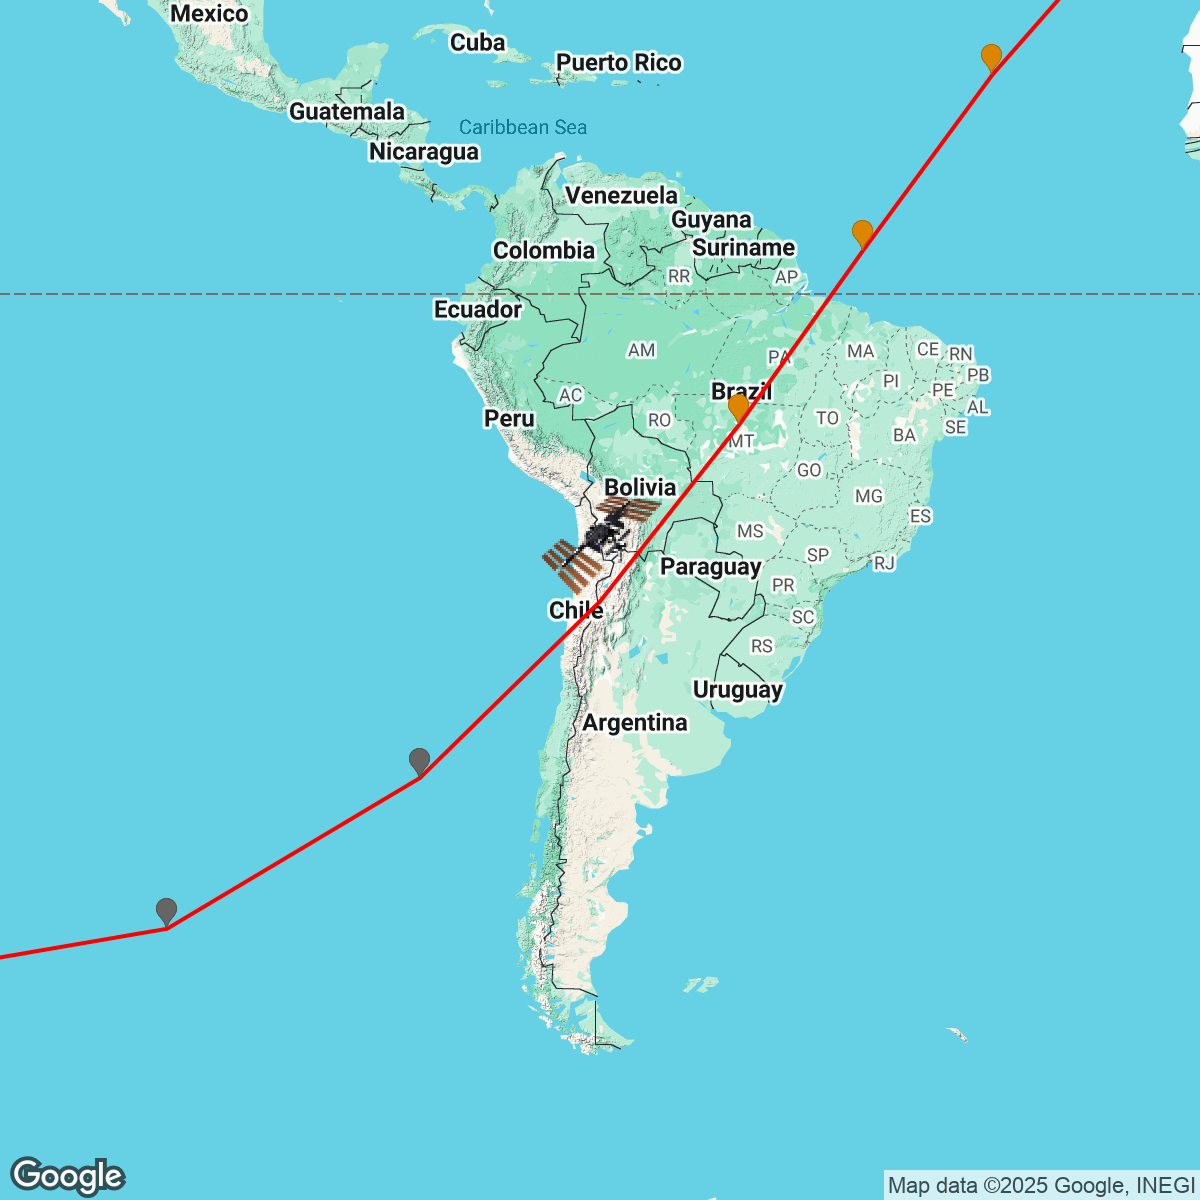 Mexico
Cuba
Puerto Rico
Guatemala
Caribbean Sea
Nicaragua
Venezuela
Guyana
Colombia
Suriname
RR
AP
Ecuador
AM
PA
MA
CE
RN
PI
PB
Brazil
AC
PE
AL
Peru
RO
TO
MT
BA
SE
GO
Bolivia
MG
ES
MS
SP
RJ
Paraguay
PR
Chile
SC
RS
Uruguay
Argentina
Google
Map data ©2025 Google, INEGI